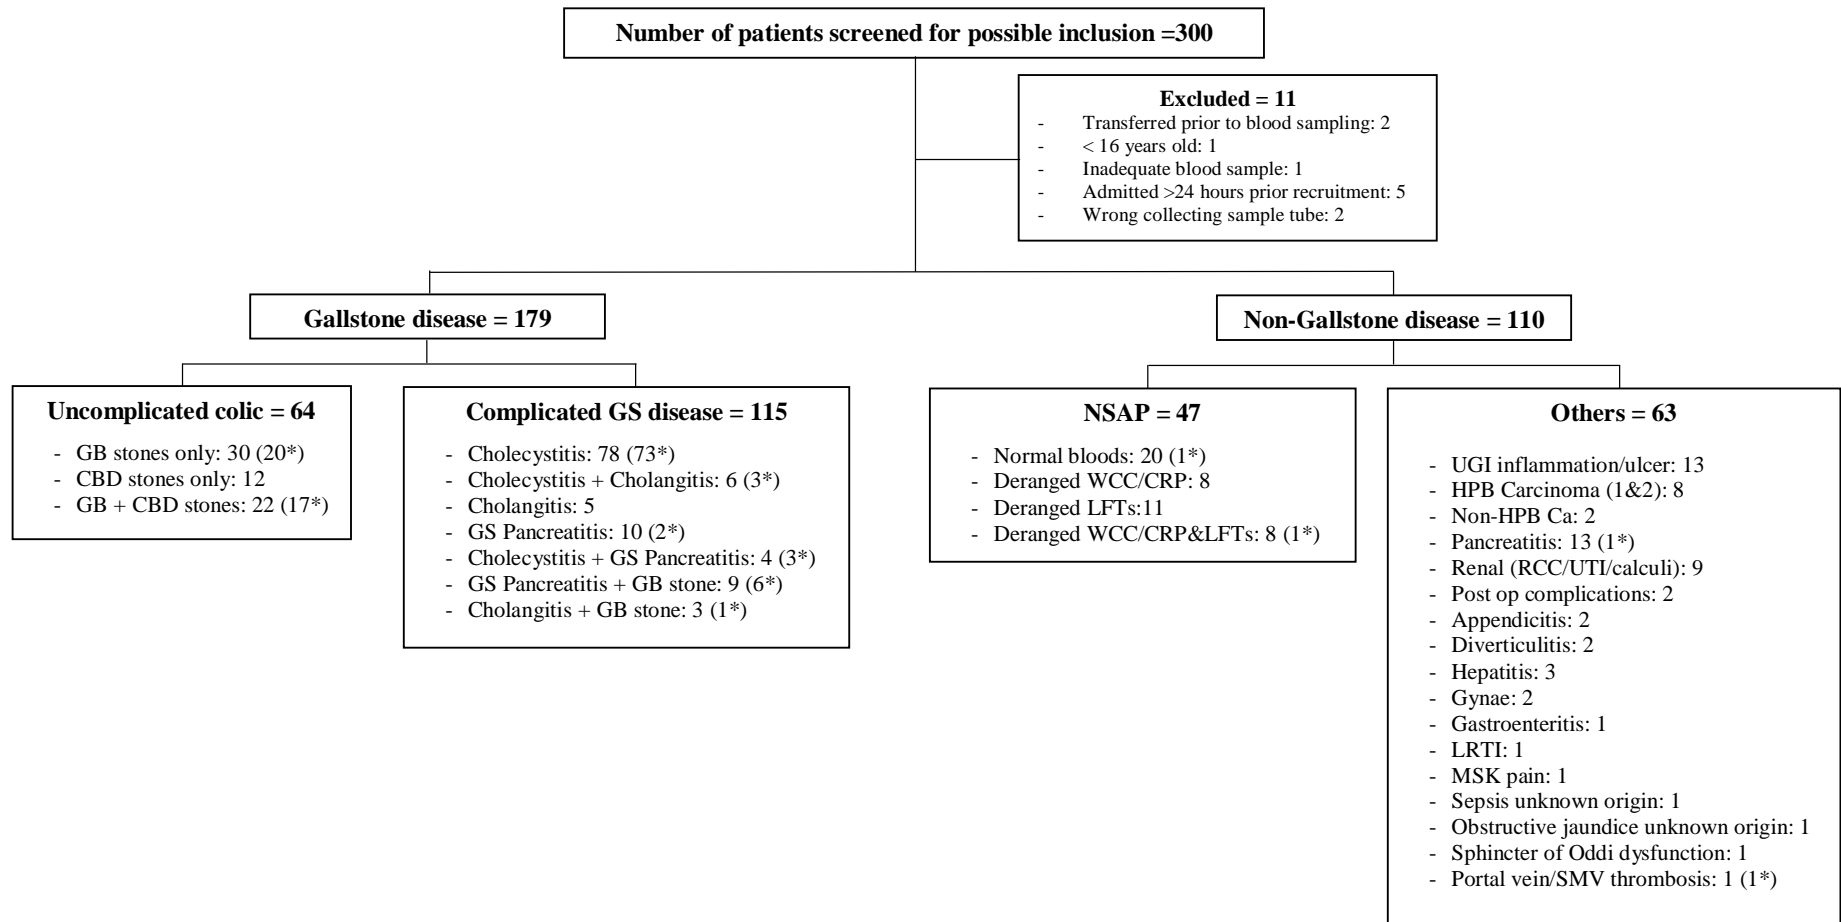 Number of patients screened for possible inclusion =300
Excluded = 11
- Transferred prior to blood sampling: 2
- < 16 years old: 1
- Inadequate blood sample: 1
- Admitted >24 hours prior recruitment: 5
- Wrong collecting sample tube: 2
Gallstone disease = 179
Non-Gallstone disease = 110
Uncomplicated colic = 64
- GB stones only: 30 (20*)
- CBD stones only: 12
- GB + CBD stones: 22 (17*)
Complicated GS disease = 115
- Cholecystitis: 78 (73*)
- Cholecystitis + Cholangitis: 6 (3*)
- Cholangitis: 5
- GS Pancreatitis: 10 (2*)
- Cholecystitis + GS Pancreatitis: 4 (3*)
- GS Pancreatitis + GB stone: 9 (6*)
- Cholangitis + GB stone: 3 (1*)
NSAP = 47
- Normal bloods: 20 (1*)
- Deranged WCC/CRP: 8
- Deranged LFTs:11
- Deranged WCC/CRP&LFTs: 8 (1*)
Others = 63
- UGI inflammation/ulcer: 13
- HPB Carcinoma (1&2): 8
- Non-HPB Ca: 2
- Pancreatitis: 13 (1*)
- Renal (RCC/UTI/calculi): 9
- Post op complications: 2
- Appendicitis: 2
- Diverticulitis: 2
- Hepatitis: 3
- Gynae: 2
- Gastroenteritis: 1
- LRTI: 1
- MSK pain: 1
- Sepsis unknown origin: 1
- Obstructive jaundice unknown origin: 1
- Sphincter of Oddi dysfunction: 1
- Portal vein/SMV thrombosis: 1 (1*)